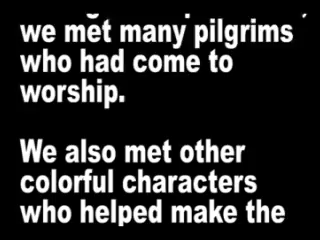 we met many pilgrims
who had come to
worship.
We also met other
colorful characters
who helped make the